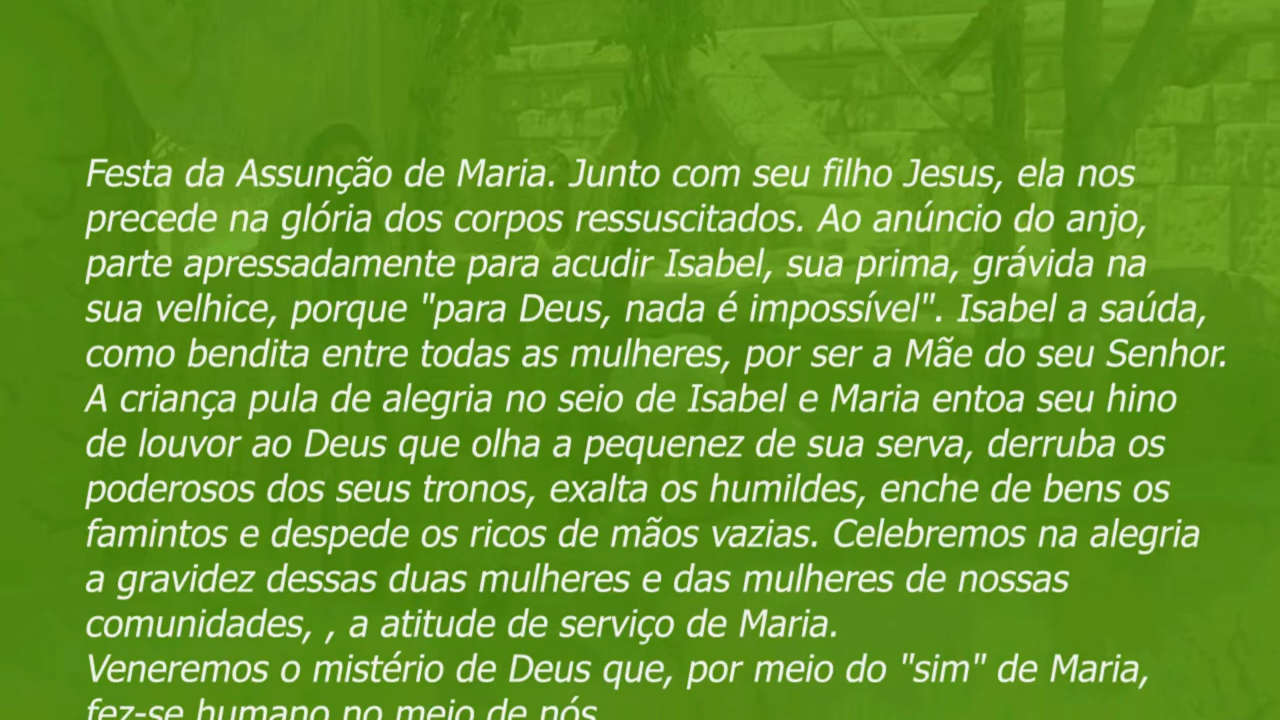 Festa da Assunção de Maria. Junto com seu filho Jesus, ela nos
precede na glória dos corpos ressuscitados. Ao anúncio do anjo,
parte apressadamente para acudir Isabel, sua prima, grávida na
sua velhice, porque "para Deus, nada é impossível". Isabel a saúda,
como bendita entre todas as mulheres, por ser a Mãe do seu Senhor.
A criança pula de alegria no seio de Isabel e Maria entoa seu hino
de louvor ao Deus que olha a pequenez de sua serva, derruba os
poderosos dos seus tronos, exalta os humildes, enche de bens os
famintos e despede os ricos de mãos vazias. Celebremos na alegria
a gravidez dessas duas mulheres e das mulheres de nossas
comunidades, , a atitude de serviço de Maria.
Veneremos o mistério de Deus que, por meio do "sim" de Maria,
fez-se humano no meio de nós